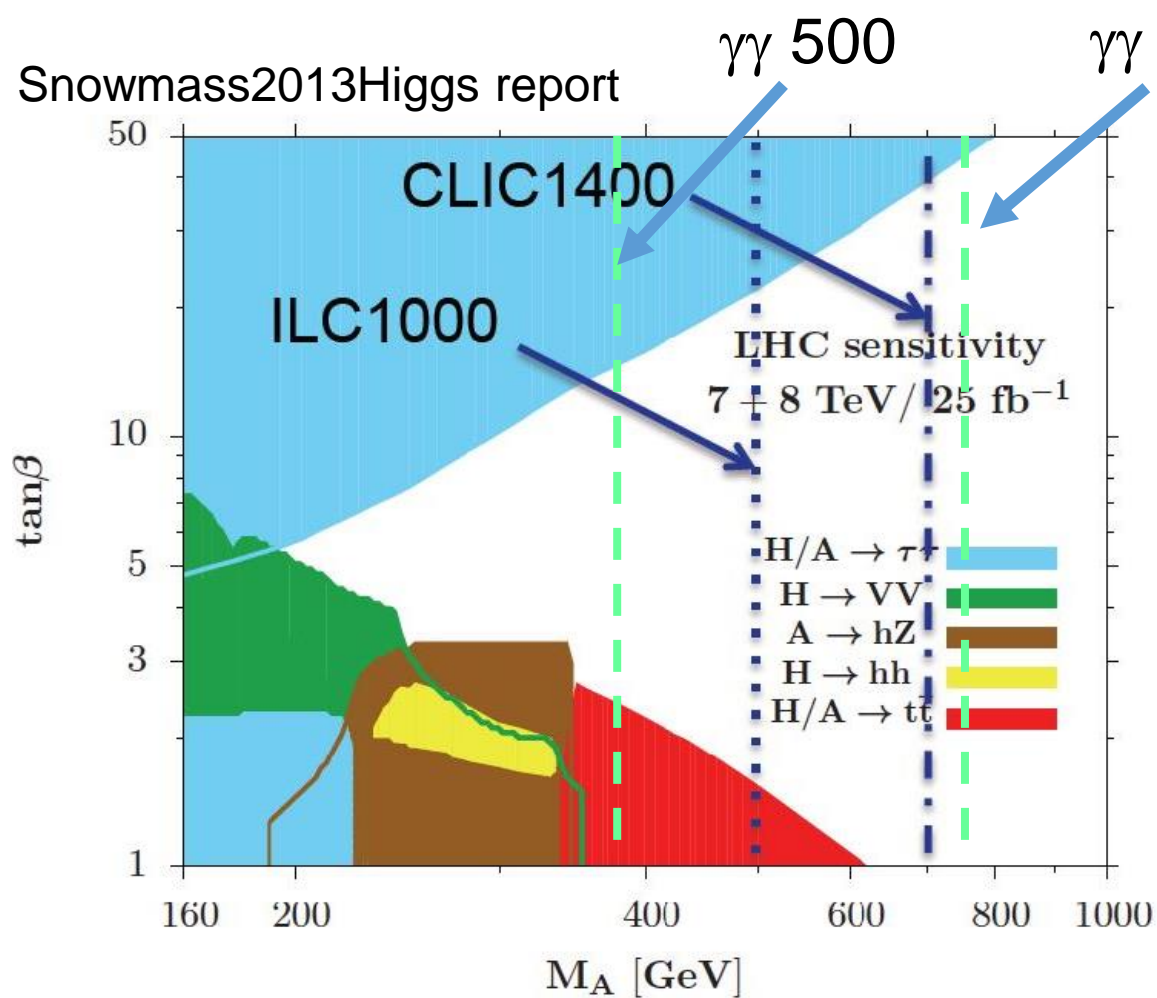 γγ 500
γγ
Snowmass2013Higgs report
50
CLIC1400
ILC1000
LHC sensitivity
7 + 8 TeV/ 25 fb⁻¹
10
tanβ
H/A → ττ
5
H → VV
A → hZ
3
H → hh
H/A → tt̄
1
160
200
400
600
800
1000
M_A [GeV]